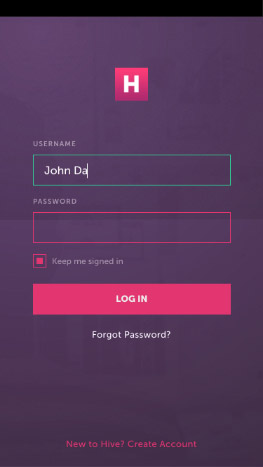 H
USERNAME
John Da
PASSWORD
Keep me signed in
LOG IN
Forgot Password?
New to Hive? Create Account